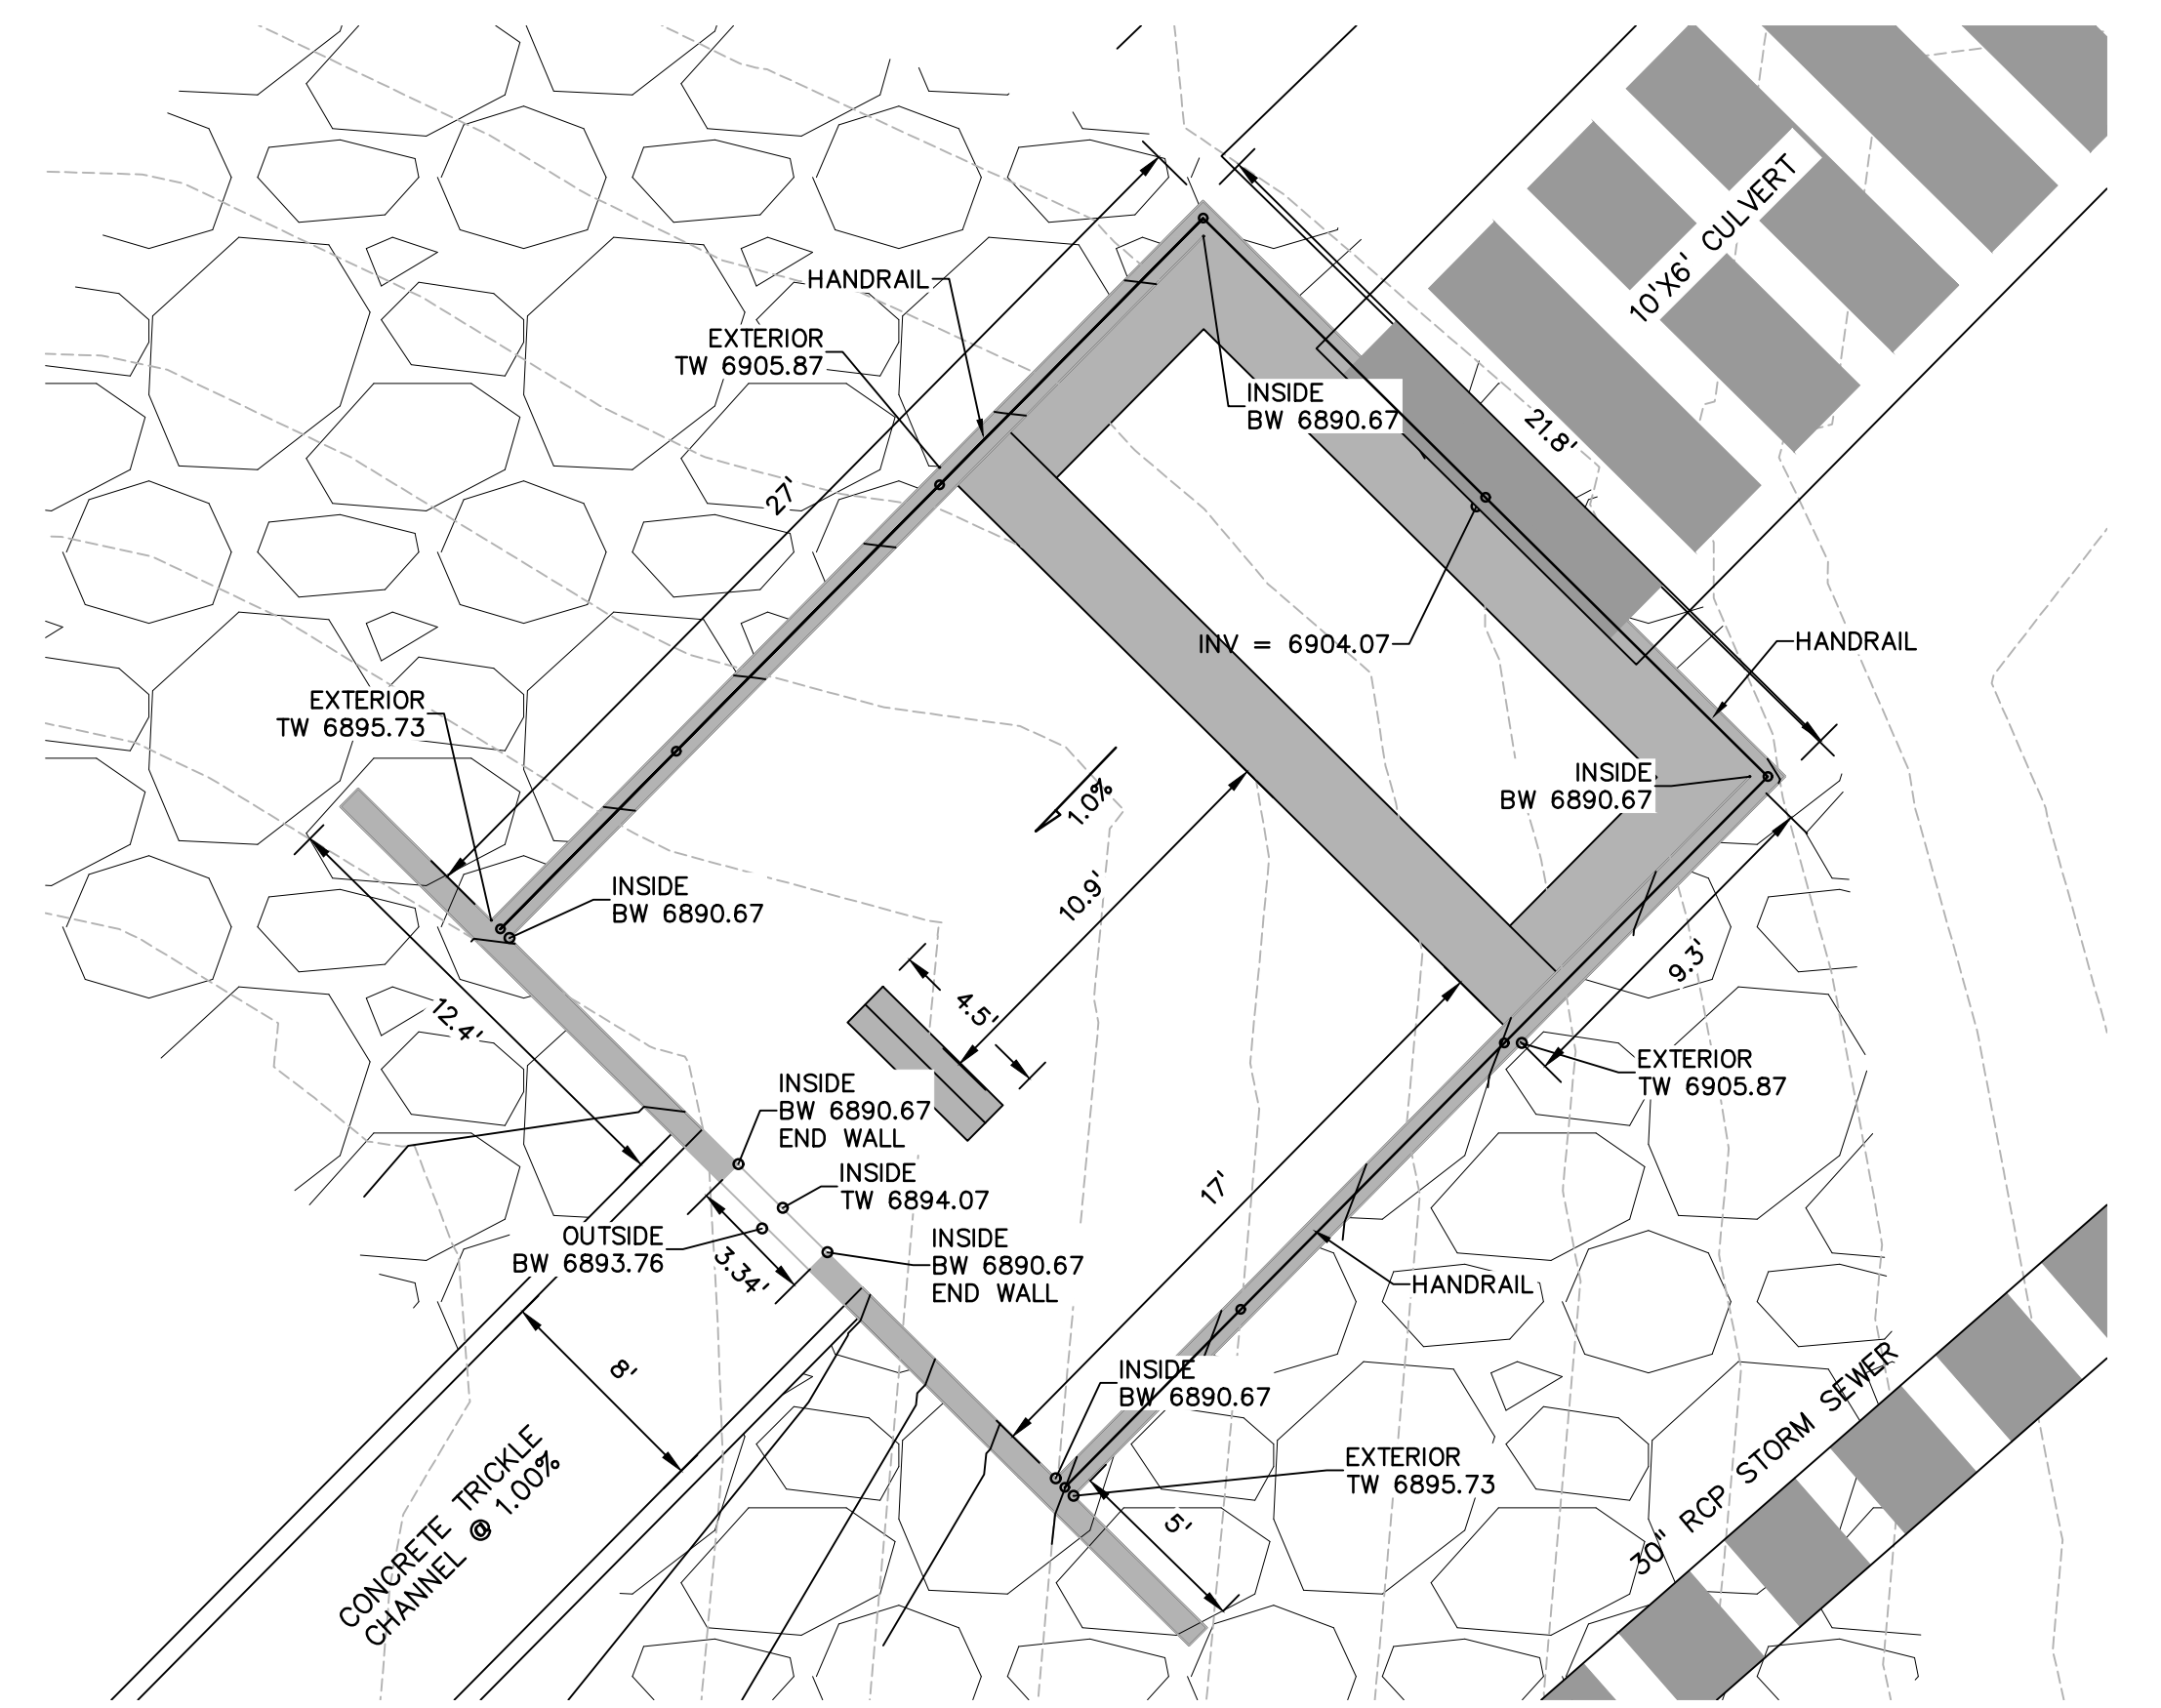 10'X6' CULVERT
HANDRAIL
EXTERIOR
TW 6905.87
INSIDE
BW 6890.67
21.8'
27'
INV = 6904.07
HANDRAIL
EXTERIOR
TW 6895.73
INSIDE
BW 6890.67
1.0%
INSIDE
BW 6890.67
10.9'
9.3'
12.4'
4.5'
EXTERIOR
TW 6905.87
INSIDE
BW 6890.67
END WALL
INSIDE
TW 6894.07
17'
OUTSIDE
BW 6893.76
3.34'
INSIDE
BW 6890.67
END WALL
HANDRAIL
8'
INSIDE
BW 6890.67
EXTERIOR
TW 6895.73
5'
30" RCP STORM SEWER
CONCRETE TRICKLE
CHANNEL @ 1.00%